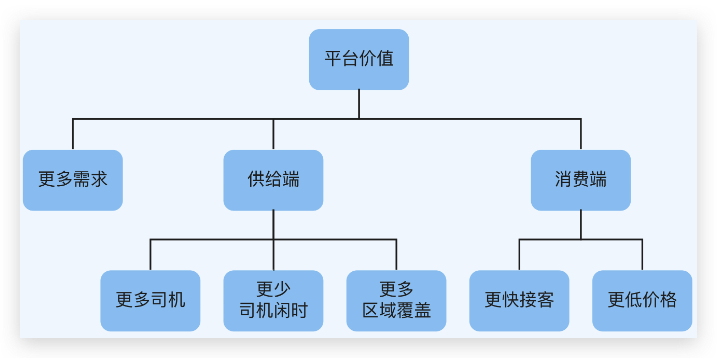 平台价值
更多需求
供给端
消费端
更多司机
更少
司机闲时
更多
区域覆盖
更快接客
更低价格